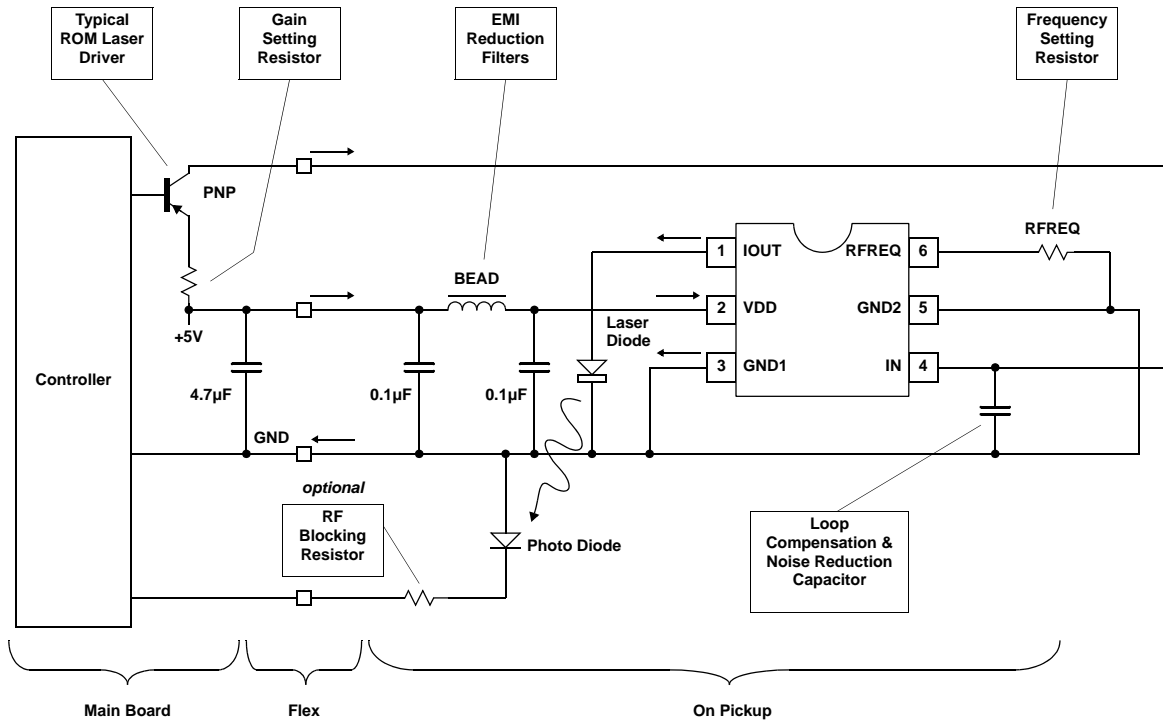 Typical
ROM Laser
Driver
Gain
Setting
Resistor
EMI
Reduction
Filters
Frequency
Setting
Resistor
PNP
BEAD
+5V
Controller
4.7µF
0.1µF
0.1µF
GND
Laser
Diode
1
IOUT
RFREQ
6
RFREQ
2
VDD
GND2
5
3
GND1
IN
4
optional
RF
Blocking
Resistor
Photo Diode
Loop
Compensation &
Noise Reduction
Capacitor
Main Board
Flex
On Pickup